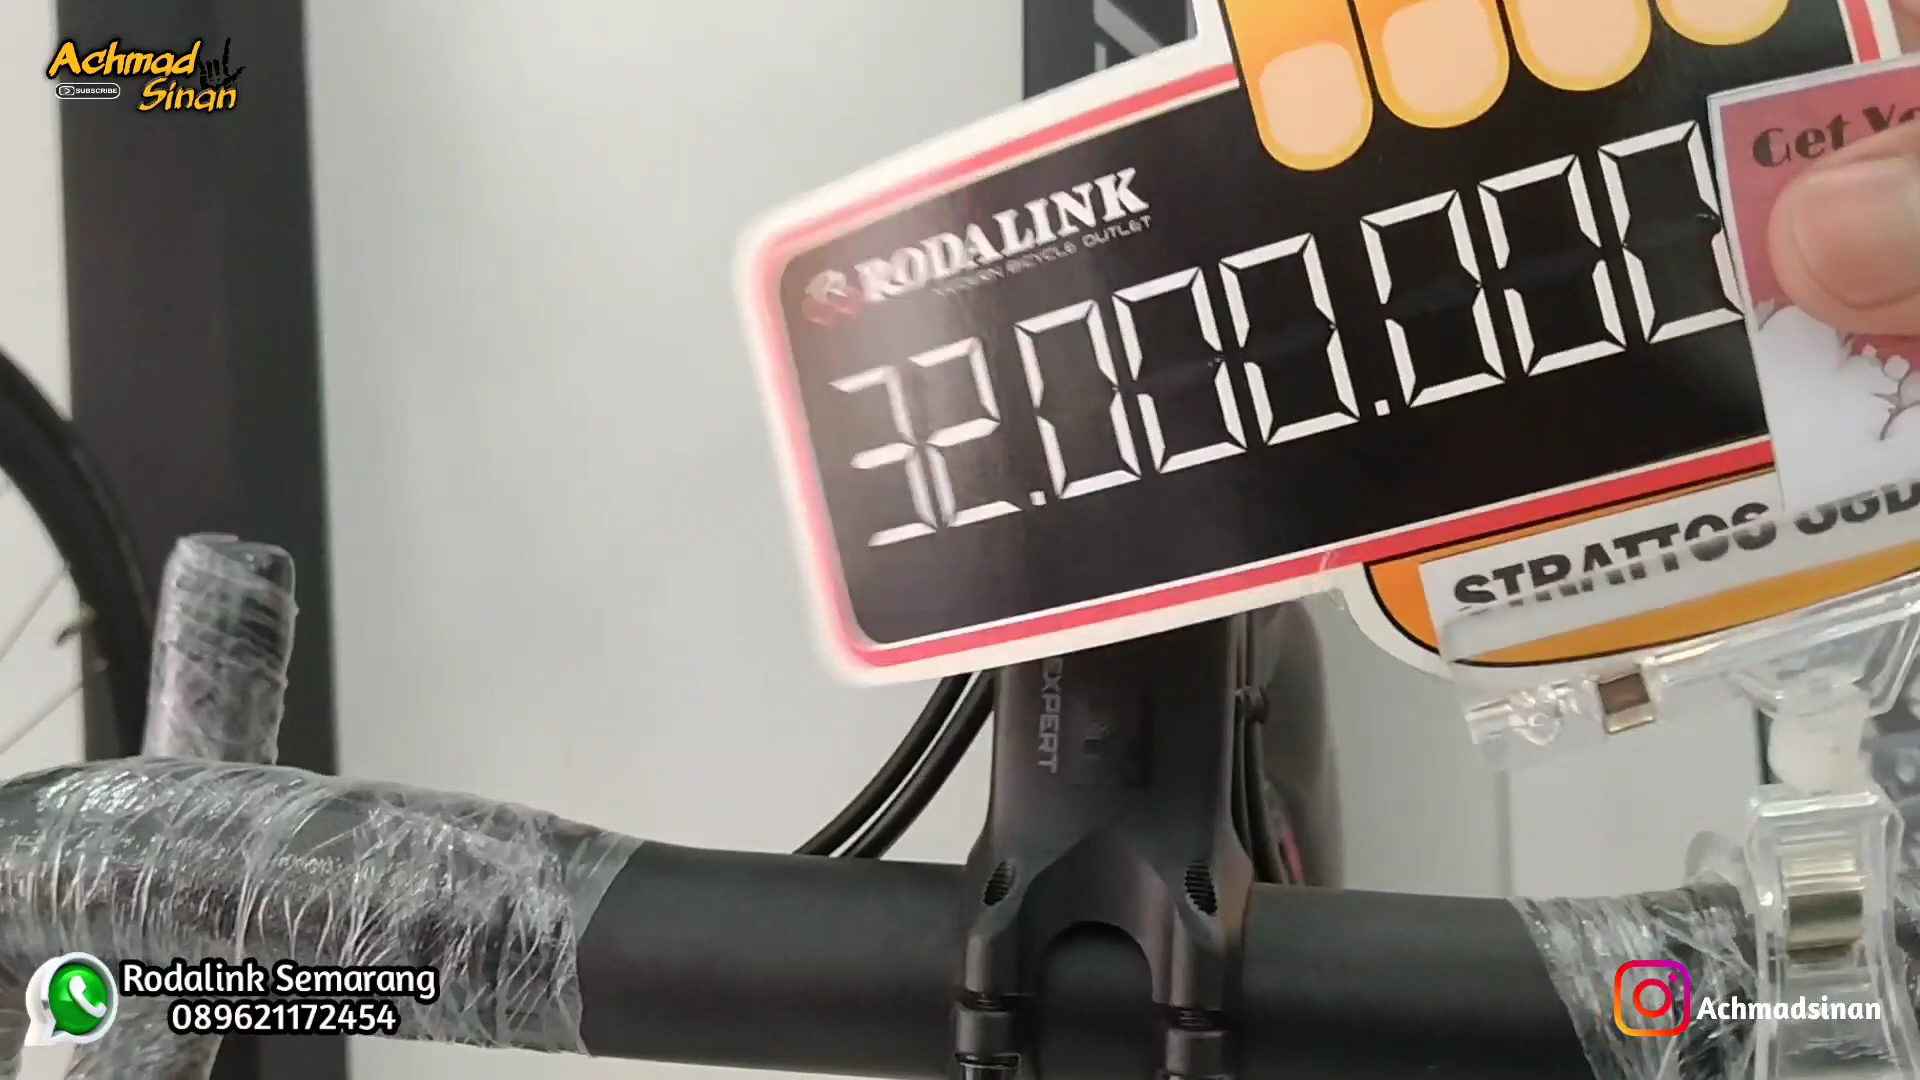 Achmad
SUBSCRIBE
Sinan
RODALINK
MODERN BICYCLE OUTLET
32.000.000
Get
STRATTOS
EXPERT
Rodalink Semarang
089621172454
Achmadsinan